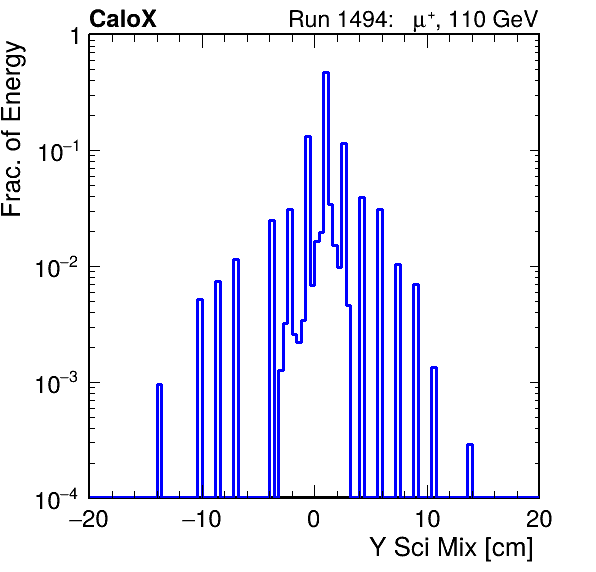 CaloX Run 1494: μ⁺, 110 GeV
Frac. of Energy
1
10⁻¹
10⁻²
10⁻³
10⁻⁴
−20 −10 0 10 20
Y Sci Mix [cm]